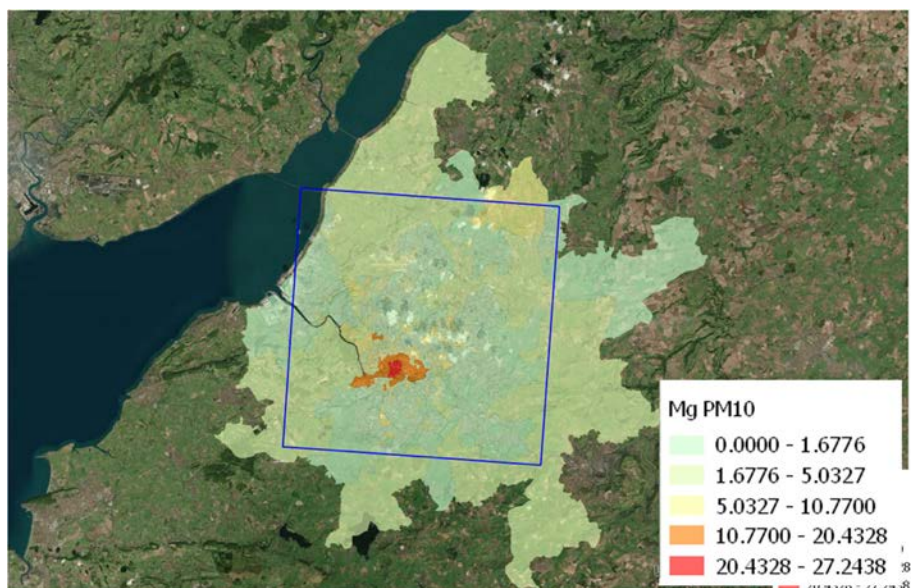 Mg PM10
0.0000 - 1.6776
1.6776 - 5.0327
5.0327 - 10.7700
10.7700 - 20.4328
20.4328 - 27.2438